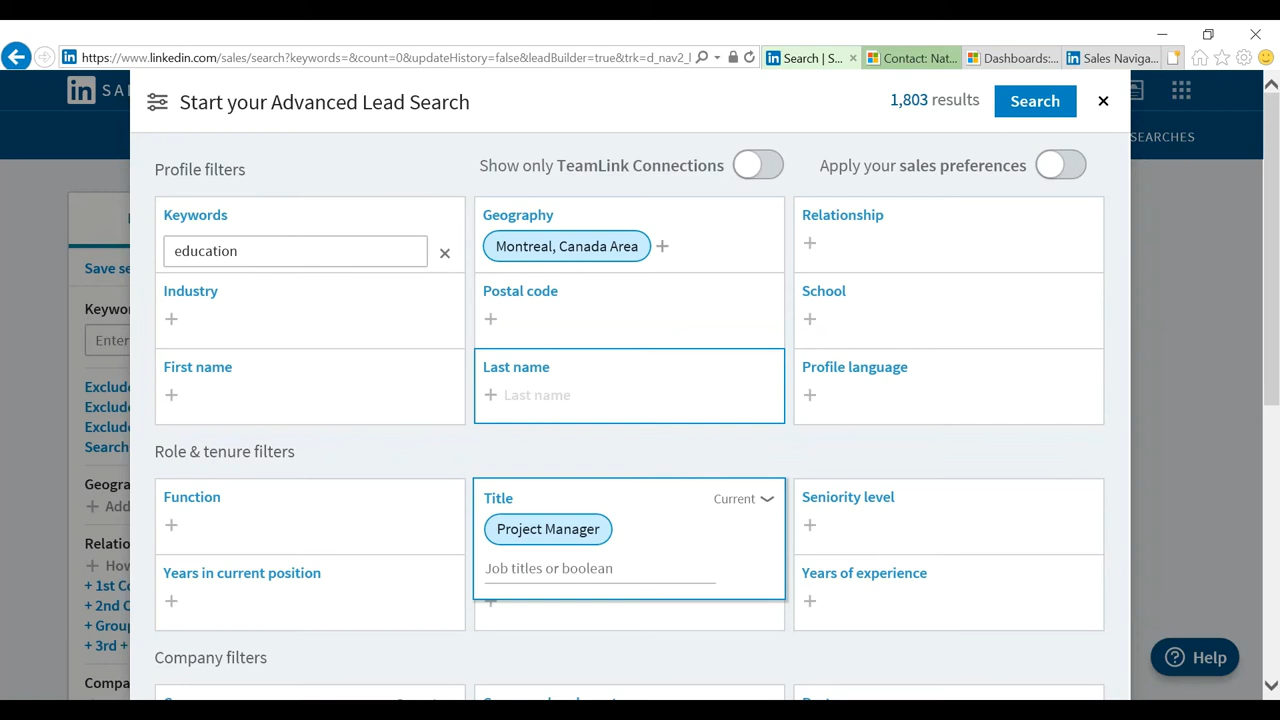 https://www.linkedin.com/sales/search?keywords=&count=0&updateHistory=false&leadBuilder=true&trk=d_nav2_l
Search | S...
Contact: Nat...
Dashboards:...
Sales Naviga...
in SA
Start your Advanced Lead Search
1,803 results
Search
SEARCHES
Profile filters
Show only TeamLink Connections
Apply your sales preferences
Keywords
education
Geography
Montreal, Canada Area
Relationship
Industry
Postal code
School
First name
Last name
Last name
Profile language
Role & tenure filters
Function
Title
Current
Project Manager
Job titles or boolean
Seniority level
Years in current position
Years of experience
Company filters
Save se
Keywor
Enter
Exclude
Exclude
Exclude
Search
Geogra
+ Add
Relatio
+ How
+ 1st Co
+ 2nd C
+ Group
+ 3rd +
Compa
Help